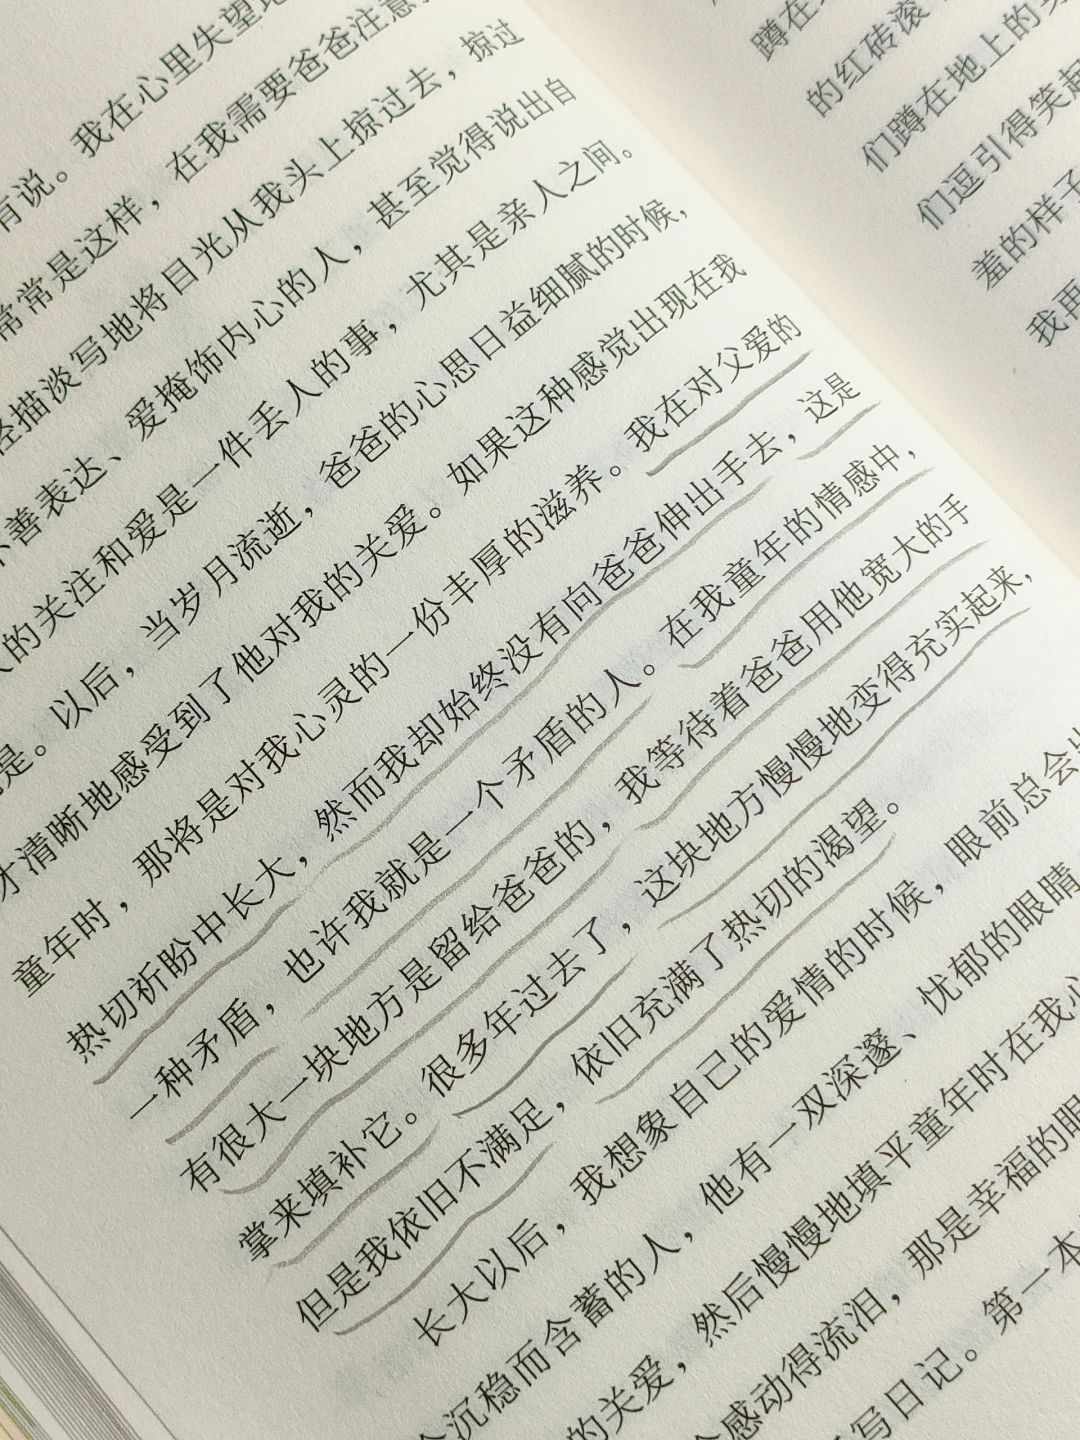 有说。我在心里失望地
常常是这样，在我需要爸爸注意
轻描淡写地将目光从我头上掠过去，掠过
不善表达、爱掩饰内心的人，甚至觉得说出自
人的关注和爱是一件丢人的事，尤其是亲人之间。
是。以后，当岁月流逝，爸爸的心思日益细腻的时候，
才清晰地感受到了他对我的关爱。如果这种感觉出现在我
童年时，那将是对我心灵的一份丰厚的滋养。我在对父爱的
热切祈盼中长大，然而我却始终没有向爸爸伸出手去，这是
一种矛盾，也许我就是一个矛盾的人。在我童年的情感中，
有很大一块地方是留给爸爸的，我等待着爸爸用他宽大的手
掌来填补它。很多年过去了，这块地方慢慢地变得充实起来，
但是我依旧不满足，依旧充满了热切的渴望。
长大以后，我想象自己的爱情的时候，眼前总会
沉稳而含蓄的人，他有一双深邃、忧郁的眼睛
的关爱，然后慢慢地填平童年时在我心
感动得流泪，那是幸福的眼
写日记。第一本
蹲在
的红砖滚
们蹲在地上的
们逗引得笑起
羞的样子
我再